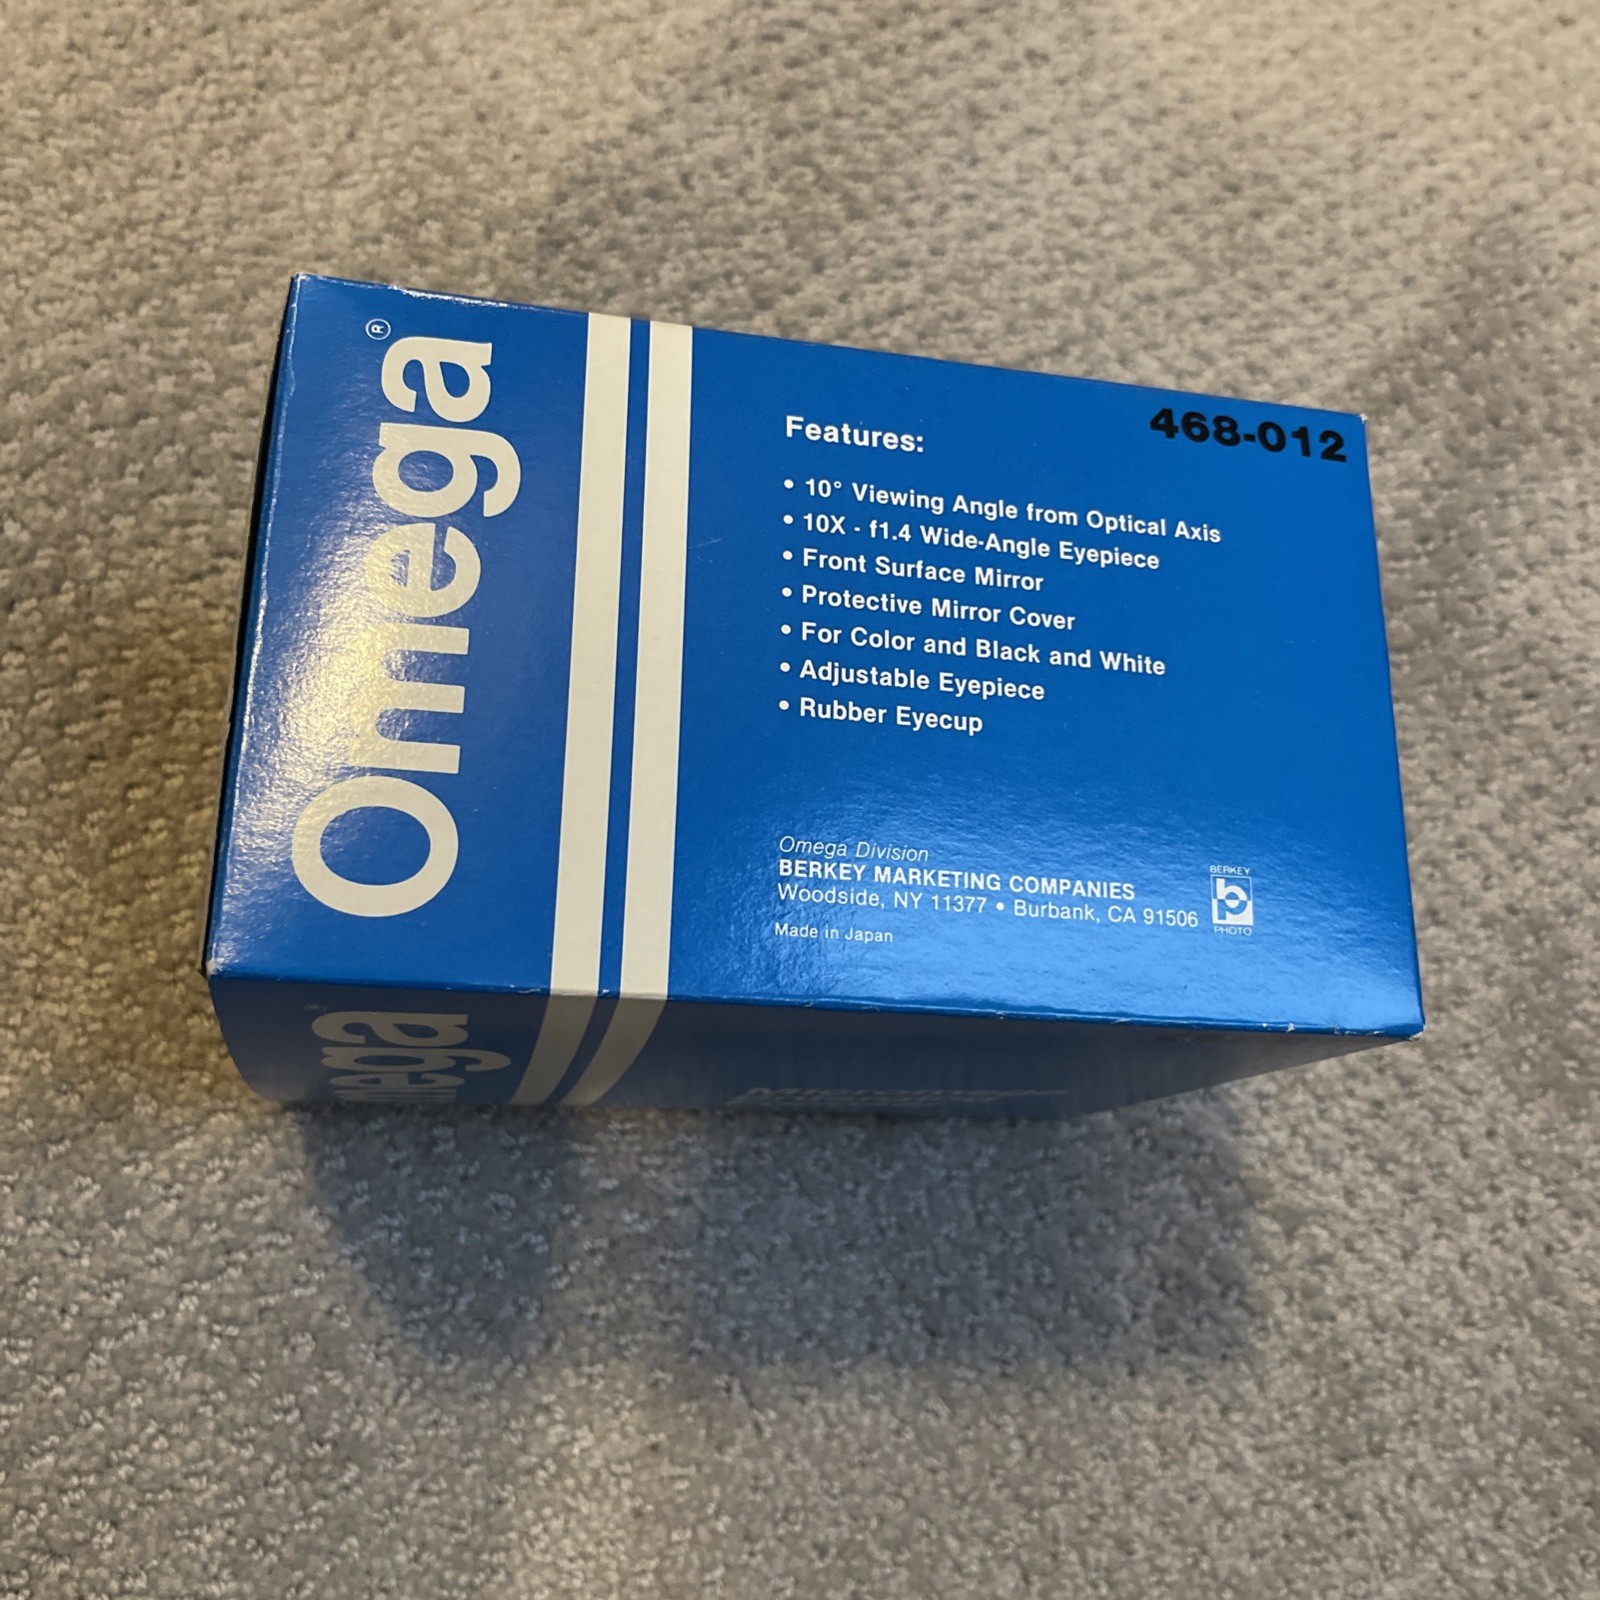 Omega®
468-012
Features:
• 10° Viewing Angle from Optical Axis
• 10X - f1.4 Wide-Angle Eyepiece
• Front Surface Mirror
• Protective Mirror Cover
• For Color and Black and White
• Adjustable Eyepiece
• Rubber Eyecup
Omega Division
BERKEY MARKETING COMPANIES
Woodside, NY 11377 • Burbank, CA 91506
Made in Japan
BERKEY
bp
PHOTO